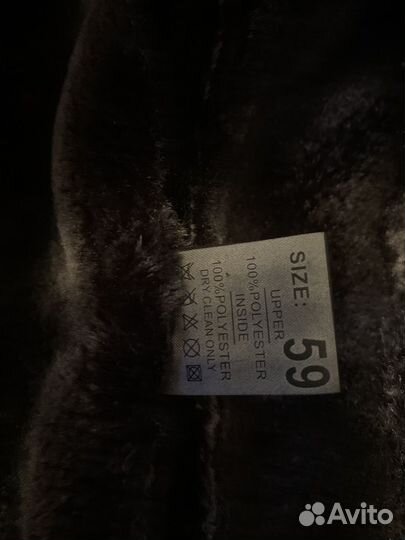 SIZE: 59
UPPER
100%POLYESTER
INSIDE
100%POLYESTER
DRY CLEAN ONLY
Avito